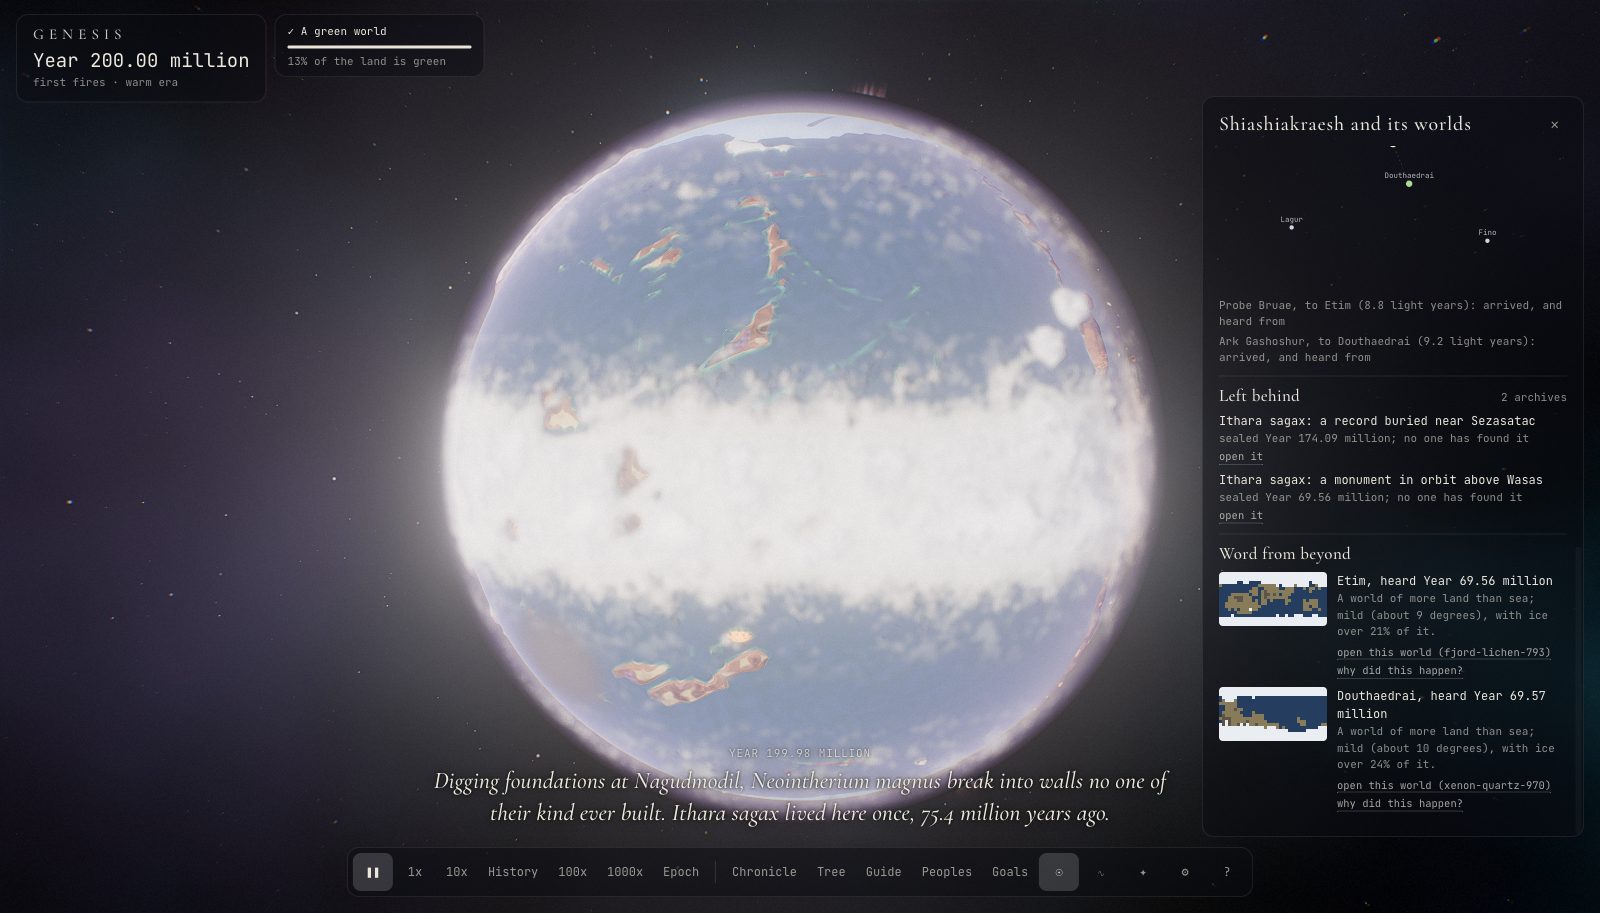 GENESIS
Year 200.00 million
first fires · warm era
✓ A green world
13% of the land is green
Shiashiakraesh and its worlds
×
Douthaedrai
Lagur
Fino
Probe Bruae, to Etim (8.8 light years): arrived, and
heard from
Ark Gashoshur, to Douthaedrai (9.2 light years):
arrived, and heard from
Left behind
2 archives
Ithara sagax: a record buried near Sezasatac
sealed Year 174.09 million; no one has found it
open it
Ithara sagax: a monument in orbit above Wasas
sealed Year 69.56 million; no one has found it
open it
Word from beyond
Etim, heard Year 69.56 million
A world of more land than sea;
mild (about 9 degrees), with ice
over 21% of it.
open this world (fjord-lichen-793)
why did this happen?
Douthaedrai, heard Year 69.57
million
A world of more land than sea;
mild (about 10 degrees), with ice
over 24% of it.
open this world (xenon-quartz-970)
why did this happen?
YEAR 199.98 MILLION
Digging foundations at Nagudmodil, Neointherium magnus break into walls no one of
their kind ever built. Ithara sagax lived here once, 75.4 million years ago.
1x 10x History 100x 1000x Epoch Chronicle Tree Guide Peoples Goals ?